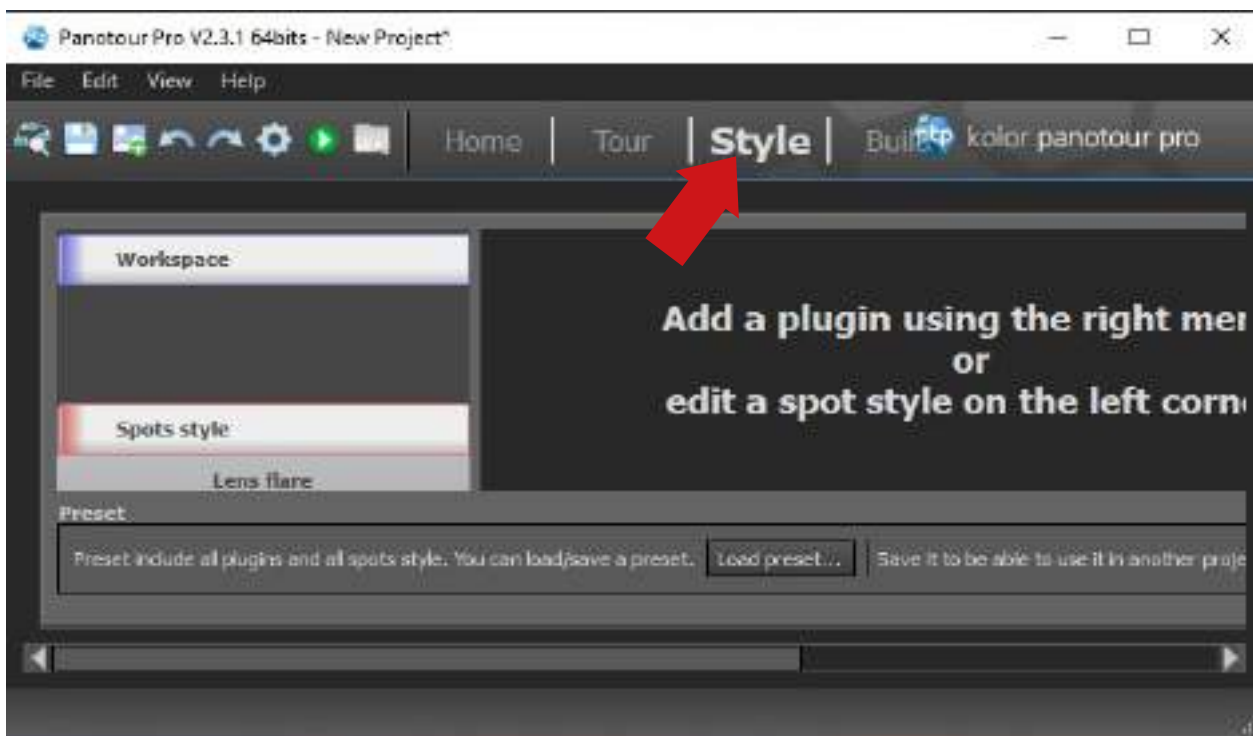 Panotour Pro V2.3.1 64bits - New Project*
File Edit View Help
Home Tour Style kolor panotour pro
Workspace
Add a plugin using the right
or
edit a spot style on the left
Spots style
Lens flare
Preset
Preset include all plugins and all spots style. You can load/save a preset. Load preset... Save it to be able to use it in another